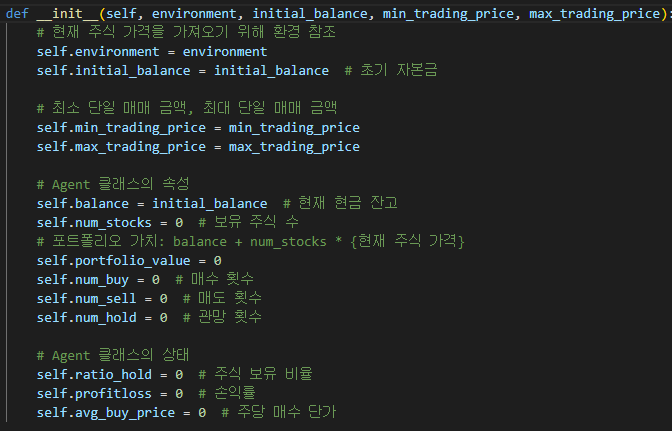 def __init__(self, environment, initial_balance, min_trading_price, max_trading_price):
# 현재 주식 가격을 가져오기 위해 환경 참조
self.environment = environment
self.initial_balance = initial_balance  # 초기 자본금
# 최소 단일 매매 금액, 최대 단일 매매 금액
self.min_trading_price = min_trading_price
self.max_trading_price = max_trading_price
# Agent 클래스의 속성
self.balance = initial_balance  # 현재 현금 잔고
self.num_stocks = 0  # 보유 주식 수
# 포트폴리오 가치: balance + num_stocks * {현재 주식 가격}
self.portfolio_value = 0
self.num_buy = 0  # 매수 횟수
self.num_sell = 0  # 매도 횟수
self.num_hold = 0  # 관망 횟수
# Agent 클래스의 상태
self.ratio_hold = 0  # 주식 보유 비율
self.profitloss = 0  # 손익률
self.avg_buy_price = 0  # 주당 매수 단가